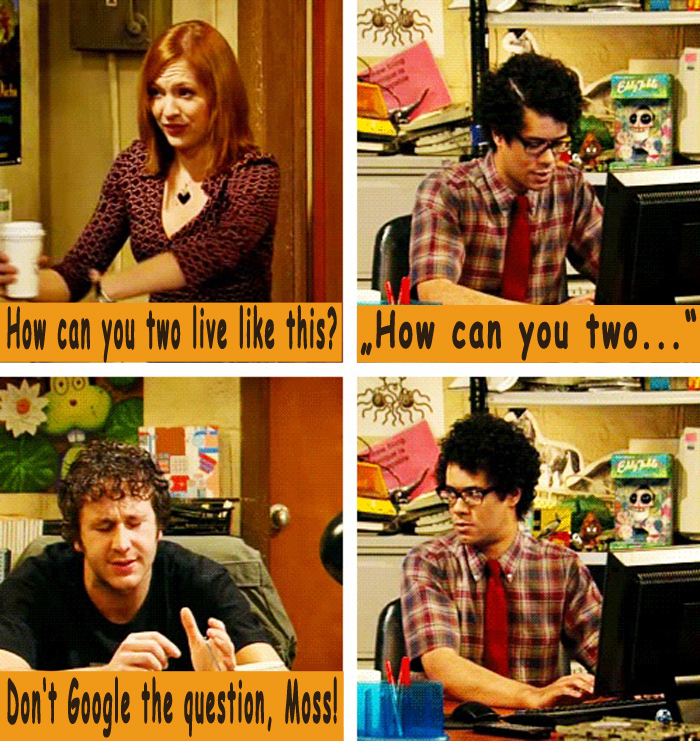 How can you two live like this?
„How can you two..."
Don't Google the question, Moss!